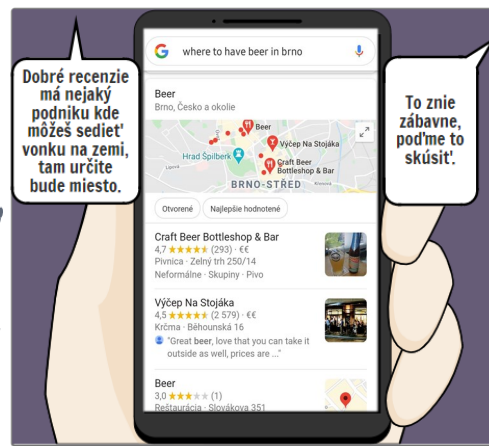 Dobré recenzie
má nejaký
podniku kde
môžeš sedieť
vonku na zemi,
tam určite
bude miesto.
To znie
zábavne,
poďme to
skúsiť.
where to have beer in brno
Beer
Brno, Česko a okolie
Beer
Výčep Na Stojáka
Hrad Špilberk
Craft Beer
Bottleshop & Bar
BRNO-STŘED
Otvorené
Najlepšie hodnotené
Craft Beer Bottleshop & Bar
4,7 ★★★★★ (293) · €€
Pivnica · Zelný trh 250/14
Neformálne · Skupiny · Pivo
Výčep Na Stojáka
4,5 ★★★★★ (2 579) · €€
Krčma · Běhounská 16
"Great beer, love that you can take it
outside as well, prices are ..."
Beer
3,0 ★★★★★ (1)
Reštaurácia · Slovákova 351